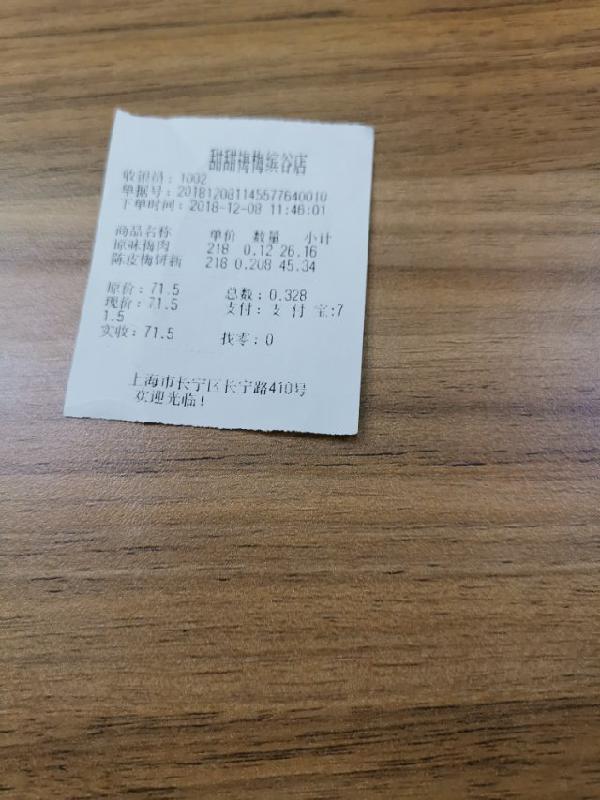 甜甜梅梅缤谷店
收银员：1002
单据号：201812081145577640010
下单时间：2018-12-08 11:46:01
商品名称 单价 数量 小计
原味梅肉 218 0.12 26.16
陈皮梅饼新 218 0.208 45.34
原价：71.5 总数：0.328
现价：71.5 支付：支 付 宝:7
1.5
实收：71.5 找零：0
上海市长宁区长宁路410号
欢迎光临！